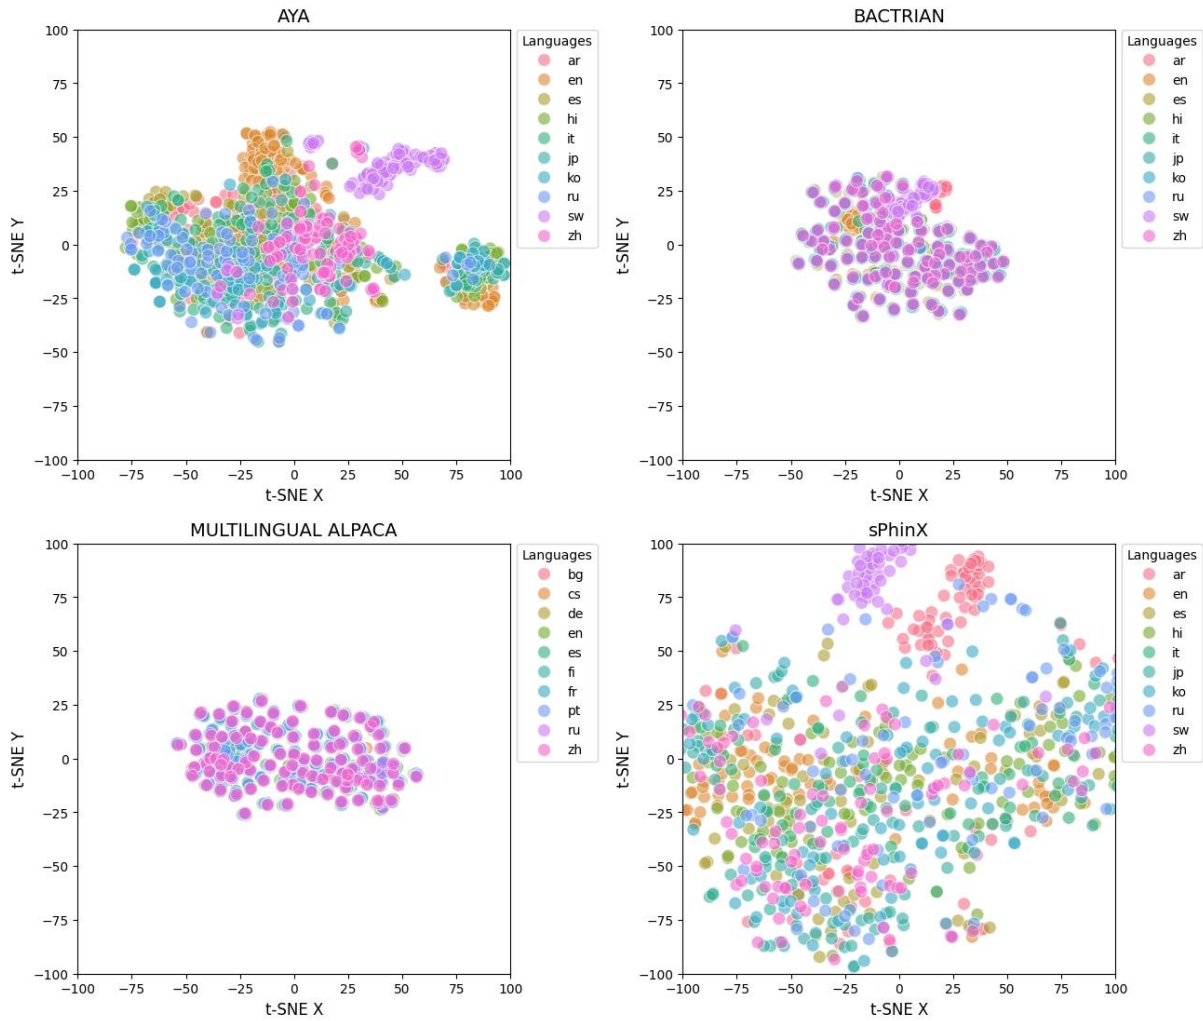 AYA
100
75
50
25
0
−25
−50
−75
−100
−100 −75 −50 −25 0 25 50 75 100
t-SNE X
t-SNE Y
Languages
ar
en
es
hi
it
jp
ko
ru
sw
zh
BACTRIAN
100
75
50
25
0
−25
−50
−75
−100
−100 −75 −50 −25 0 25 50 75 100
t-SNE X
t-SNE Y
Languages
ar
en
es
hi
it
jp
ko
ru
sw
zh
MULTILINGUAL ALPACA
100
75
50
25
0
−25
−50
−75
−100
−100 −75 −50 −25 0 25 50 75 100
t-SNE X
t-SNE Y
Languages
bg
cs
de
en
es
fi
fr
pt
ru
zh
sPhinX
100
75
50
25
0
−25
−50
−75
−100
−100 −75 −50 −25 0 25 50 75 100
t-SNE X
t-SNE Y
Languages
ar
en
es
hi
it
jp
ko
ru
sw
zh